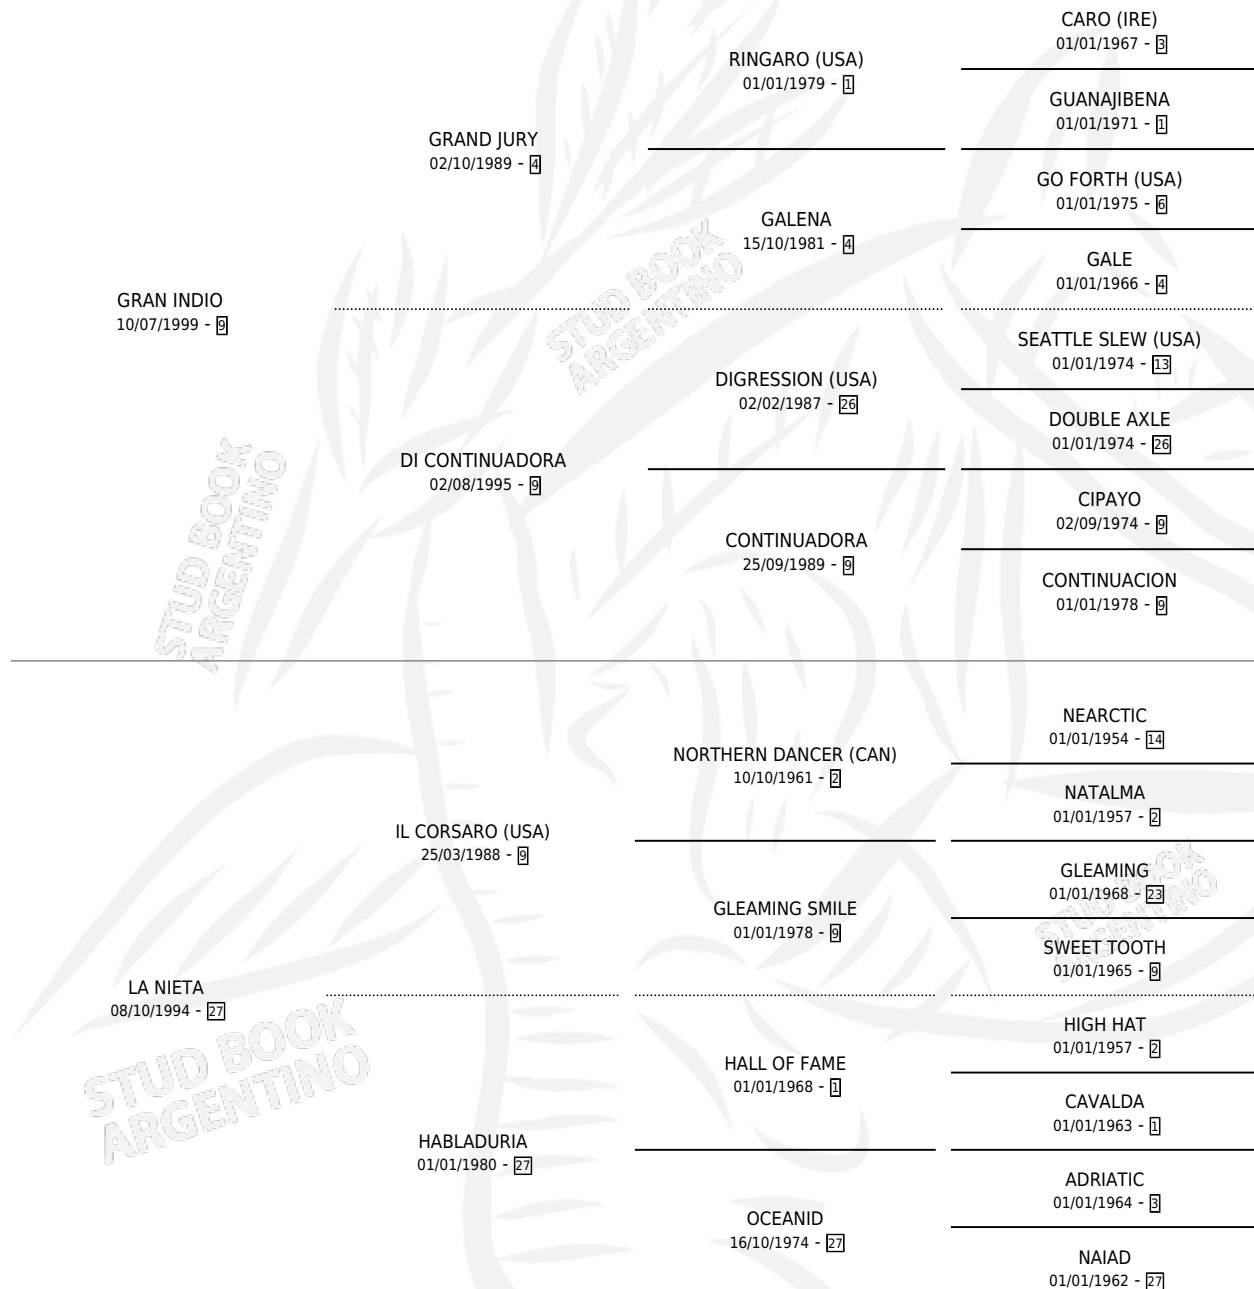 CARO (IRE)
01/01/1967 - 3
RINGARO (USA)
01/01/1979 - 1
GUANAJIBENA
01/01/1971 - 1
GRAND JURY
02/10/1989 - 4
GO FORTH (USA)
01/01/1975 - 6
GALENA
15/10/1981 - 4
GALE
01/01/1966 - 4
STUD BOOK
ARGENTINO
GRAN INDIO
10/07/1999 - 9
SEATTLE SLEW (USA)
01/01/1974 - 13
DIGRESSION (USA)
02/02/1987 - 26
DOUBLE AXLE
01/01/1974 - 26
DI CONTINUADORA
02/08/1995 - 9
CIPAYO
02/09/1974 - 9
CONTINUADORA
25/09/1989 - 9
CONTINUACION
01/01/1978 - 9
STUD BOOK
ARGENTINO
NEARCTIC
01/01/1954 - 14
NORTHERN DANCER (CAN)
10/10/1961 - 2
NATALMA
01/01/1957 - 2
IL CORSARO (USA)
25/03/1988 - 9
GLEAMING
01/01/1968 - 23
GLEAMING SMILE
01/01/1978 - 9
SWEET TOOTH
01/01/1965 - 9
STUD BOOK
ARGENTINO
LA NIETA
08/10/1994 - 27
HIGH HAT
01/01/1957 - 2
HALL OF FAME
01/01/1968 - 1
CAVALDA
01/01/1963 - 1
STUD BOOK
ARGENTINO
HABLADURIA
01/01/1980 - 27
ADRIATIC
01/01/1964 - 3
OCEANID
16/10/1974 - 27
NAIAD
01/01/1962 - 27